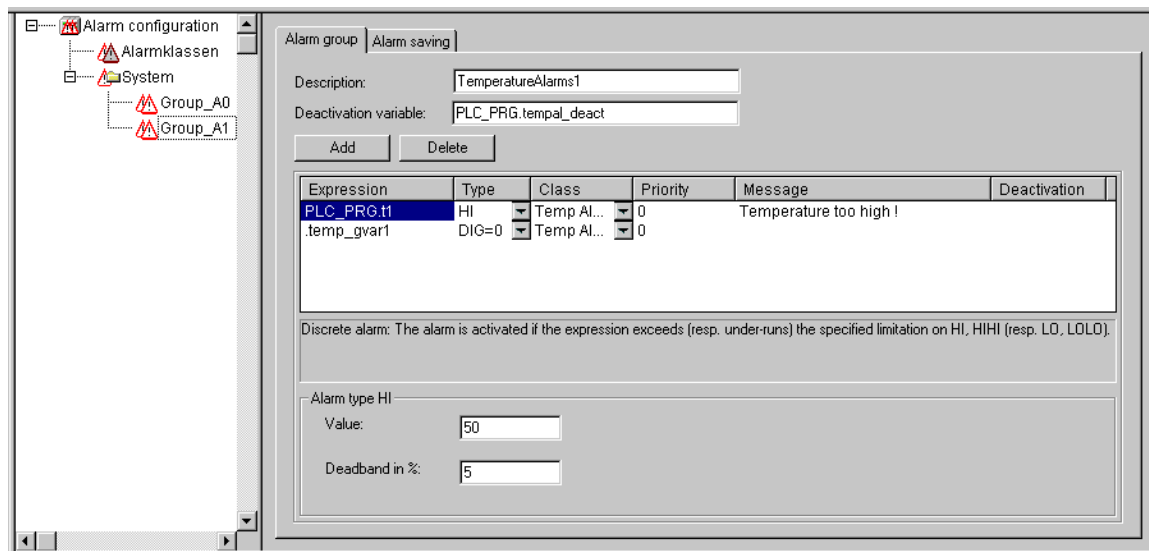 Alarm configuration
Alarmklassen
System
Group_A0
Group_A1
Alarm group Alarm saving
Description: TemperatureAlarms1
Deactivation variable: PLC_PRG.tempal_deact
Add Delete
Expression Type Class Priority Message Deactivation
PLC_PRG.t1 HI Temp Al... 0 Temperature too high !
.temp_gvar1 DIG=0 Temp Al... 0
Discrete alarm: The alarm is activated if the expression exceeds (resp. under-runs) the specified limitation on HI, HIHI (resp. LO, LOLO).
Alarm type HI
Value: 50
Deadband in %: 5